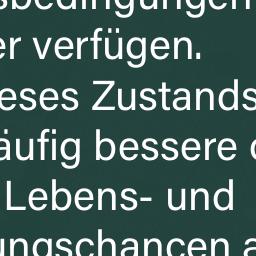 sbedingungen
er verfügen.
eses Zustands
äufig bessere
Lebens- und
ungschancen a